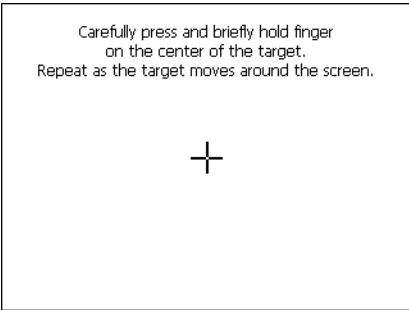 Carefully press and briefly hold finger
on the center of the target.
Repeat as the target moves around the screen.